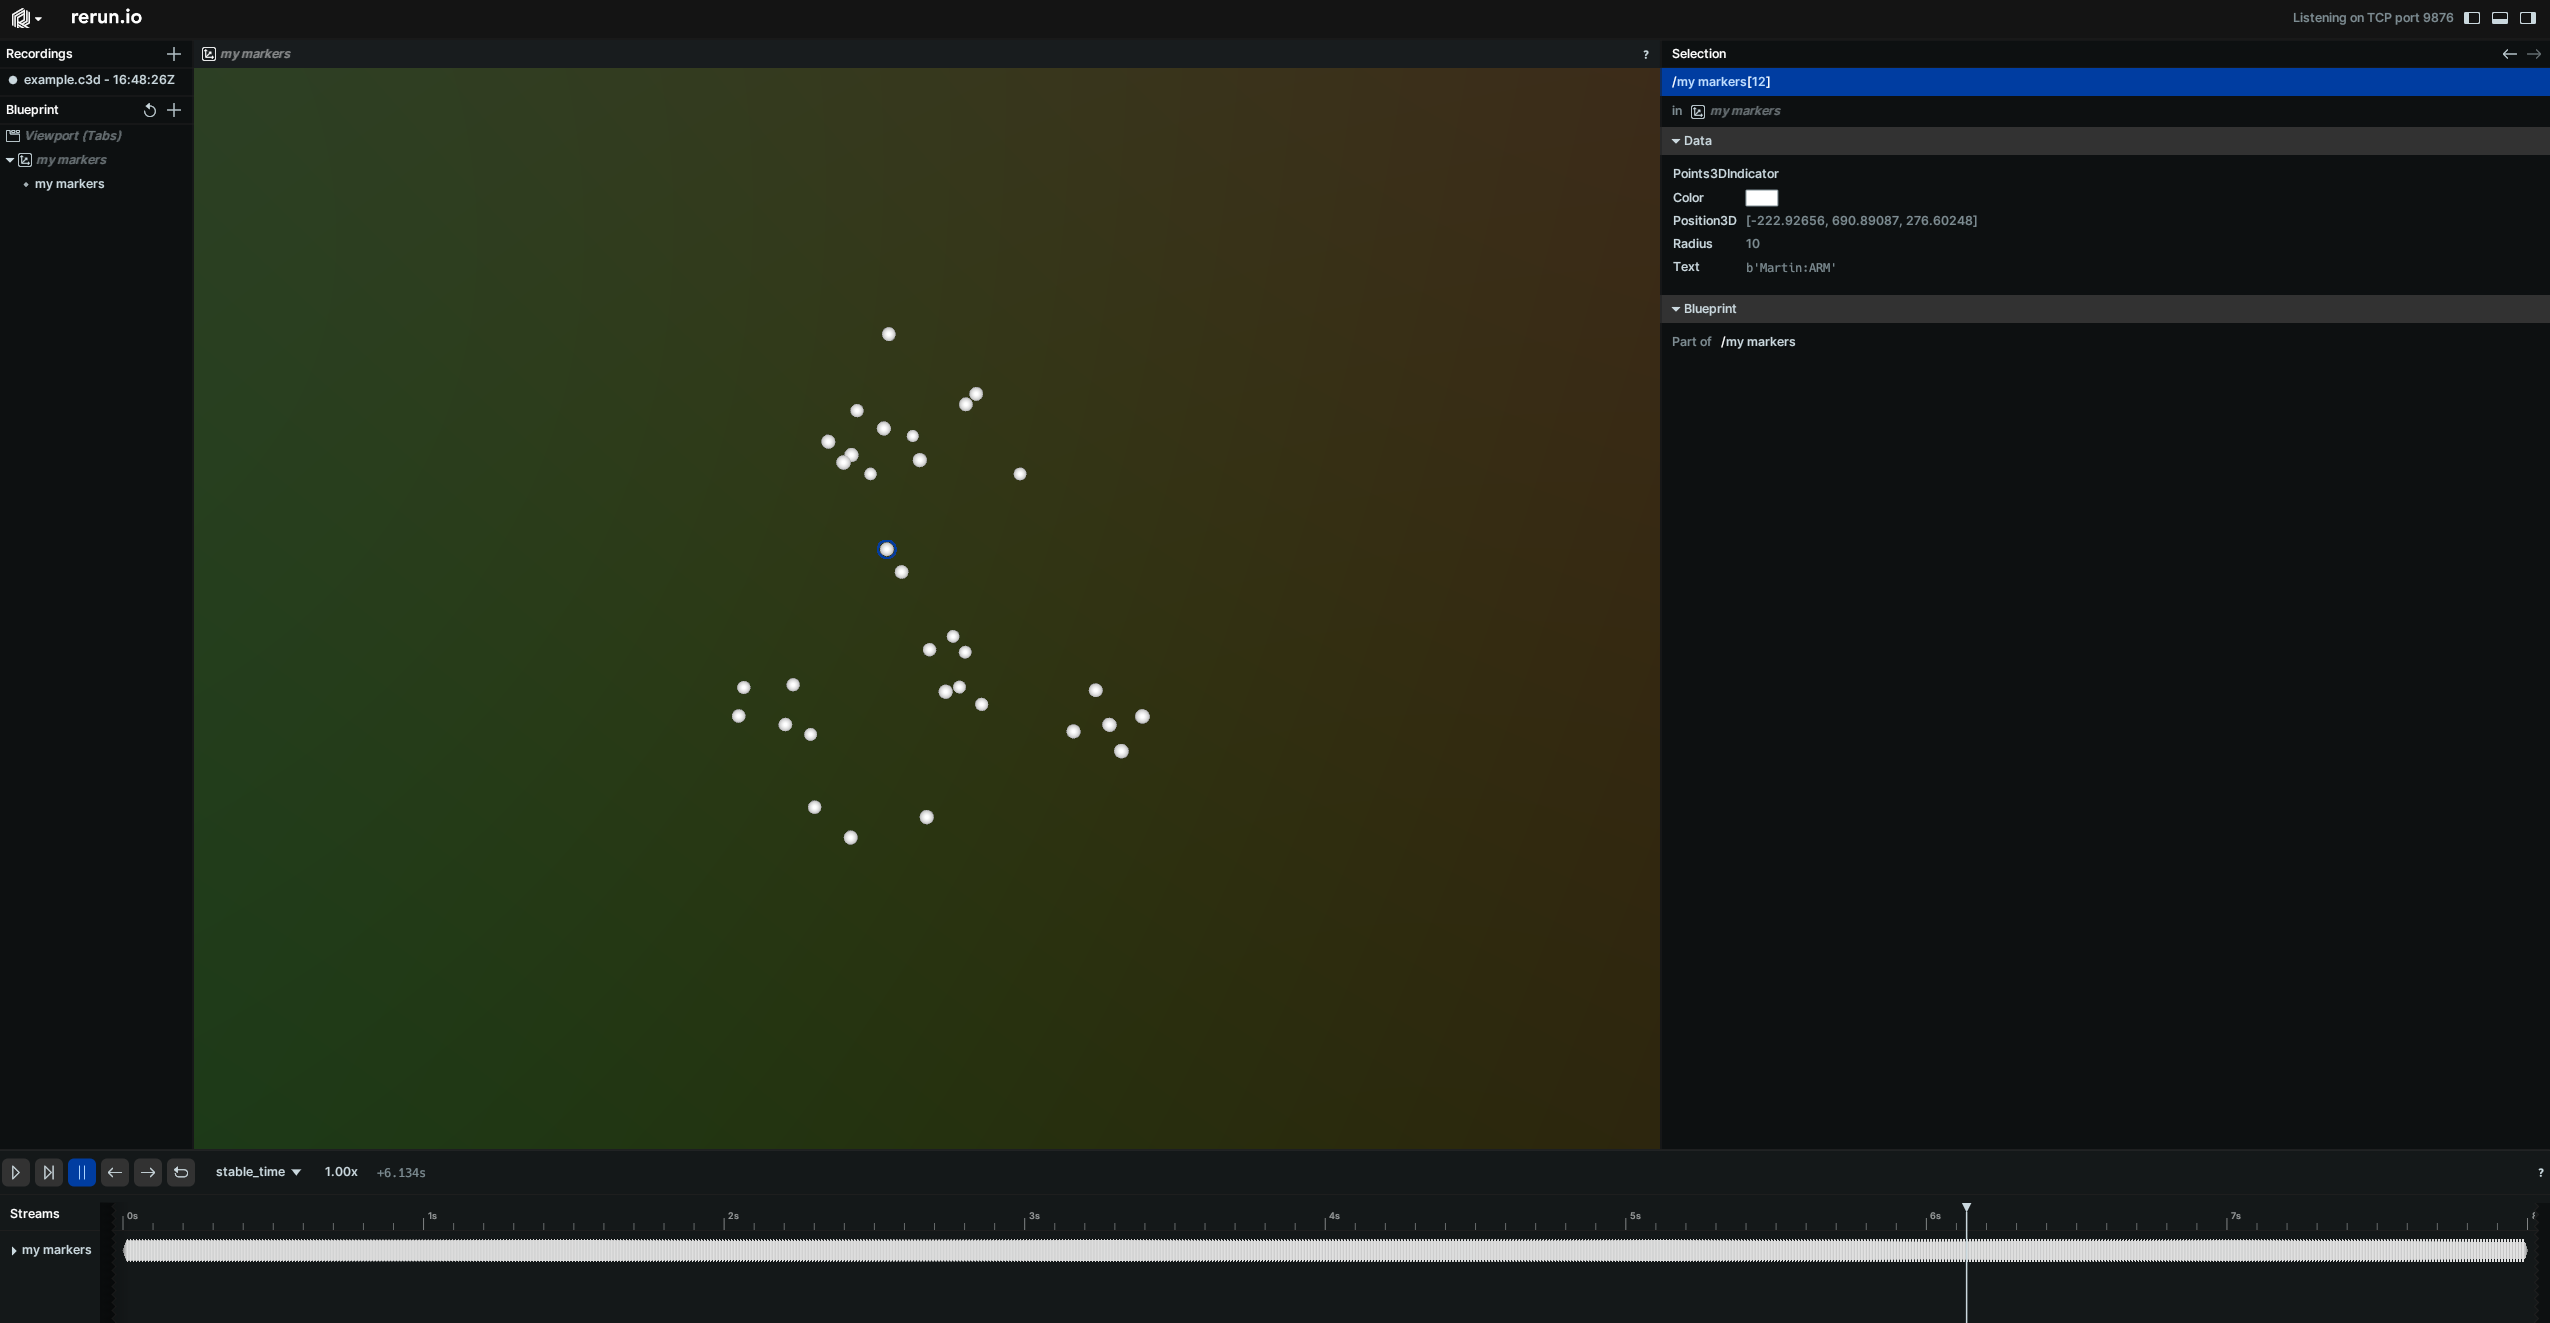 rerun.io
Listening on TCP port 9876
Recordings
example.c3d - 16:48:26Z
Blueprint
Viewport (Tabs)
my markers
my markers
my markers
?
Selection
/my markers[12]
in my markers
Data
Points3DIndicator
Color
Position3D [-222.92656, 690.89087, 276.60248]
Radius 10
Text b'Martin:ARM'
Blueprint
Part of /my markers
stable_time 1.00x +6.134s
?
Streams
0s 1s 2s 3s 4s 5s 6s 7s
my markers